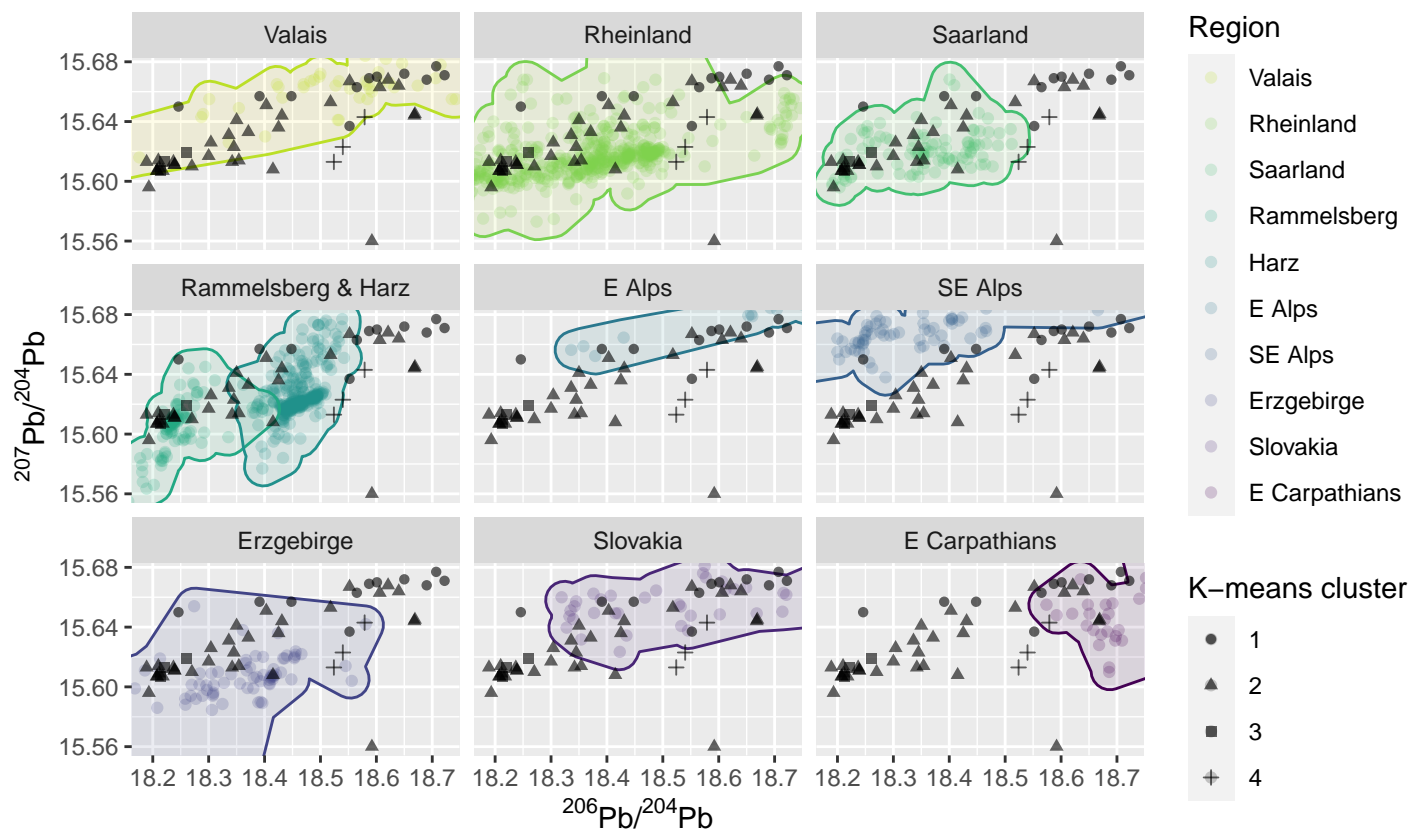 Valais
Rheinland
Saarland
15.68
15.64
15.60
15.56
Rammelsberg & Harz
E Alps
SE Alps
15.68
15.64
15.60
15.56
Erzgebirge
Slovakia
E Carpathians
15.68
15.64
15.60
15.56
18.2 18.3 18.4 18.5 18.6 18.7
18.2 18.3 18.4 18.5 18.6 18.7
18.2 18.3 18.4 18.5 18.6 18.7
²⁰⁶Pb/²⁰⁴Pb
²⁰⁷Pb/²⁰⁴Pb
Region
Valais
Rheinland
Saarland
Rammelsberg
Harz
E Alps
SE Alps
Erzgebirge
Slovakia
E Carpathians
K−means cluster
1
2
3
4